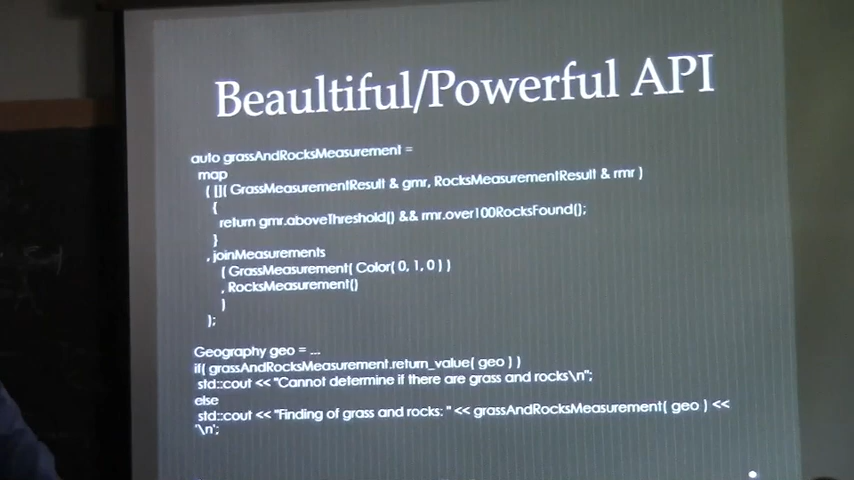 Beaultiful/Powerful API
auto grassAndRocksMeasurement =
map
( []( GrassMeasurementResult & gmr, RocksMeasurementResult & rmr )
{
return gmr.aboveThreshold() && rmr.over100RocksFound();
}
, joinMeasurements
( GrassMeasurement( Color( 0, 1, 0 ) )
, RocksMeasurement()
)
);
Geography geo = ...
if( grassAndRocksMeasurement.return_value( geo ) )
std::cout << "Cannot determine if there are grass and rocks\n";
else
std::cout << "Finding of grass and rocks: " << grassAndRocksMeasurement( geo ) <<
'\n';